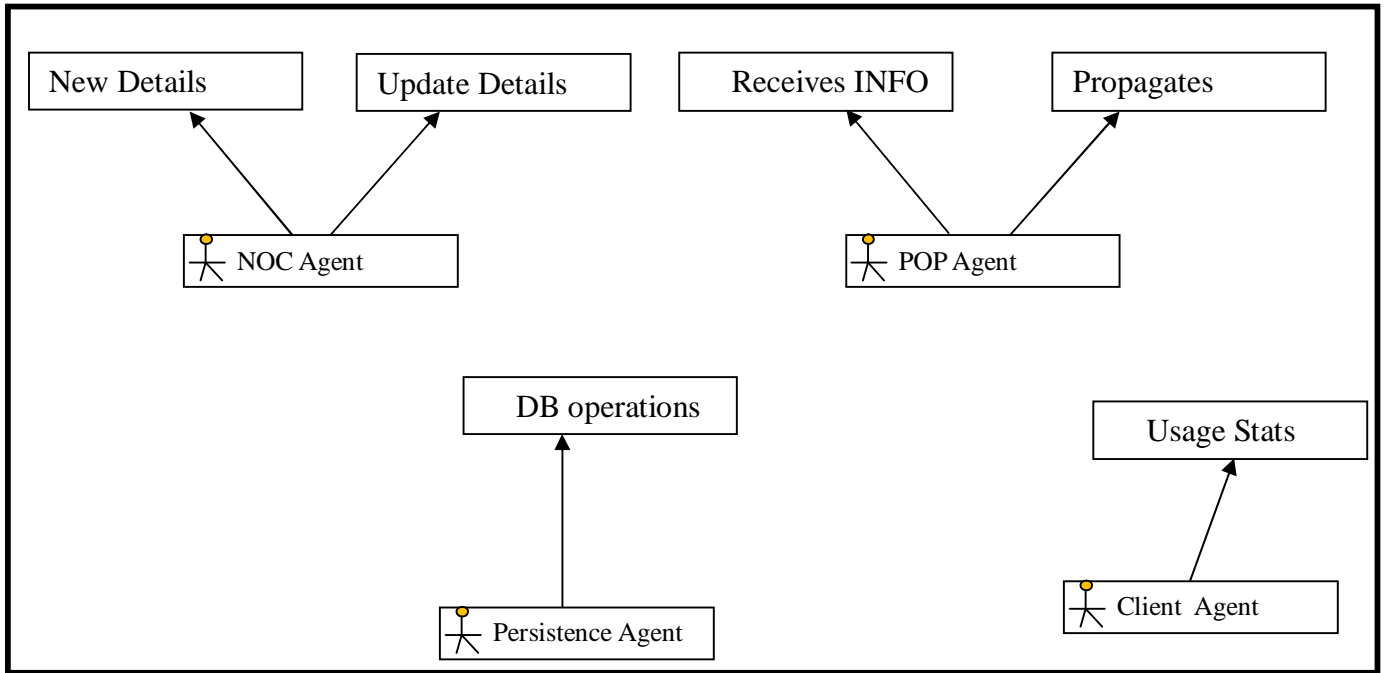 New Details
Update Details
Receives INFO
Propagates
NOC Agent
POP Agent
DB operations
Usage Stats
Persistence Agent
Client Agent